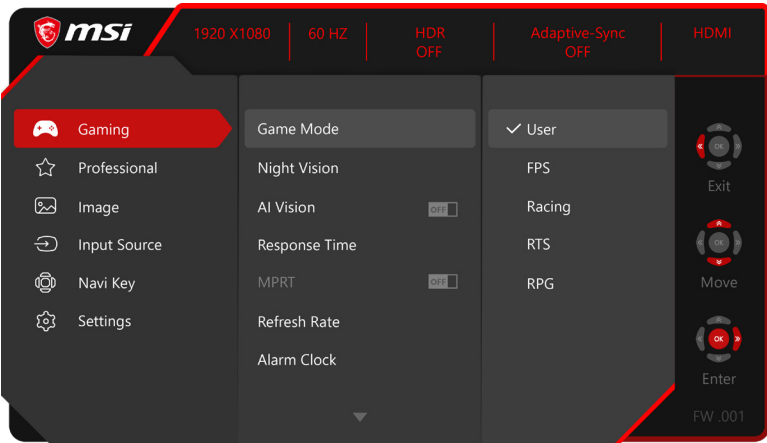 msi
1920 X1080
60 HZ
HDR
OFF
Adaptive-Sync
OFF
HDMI
Gaming
Professional
Image
Input Source
Navi Key
Settings
Game Mode
Night Vision
AI Vision
OFF
Response Time
MPRT
OFF
Refresh Rate
Alarm Clock
User
FPS
Racing
RTS
RPG
OK
Exit
OK
Move
OK
Enter
FW .001